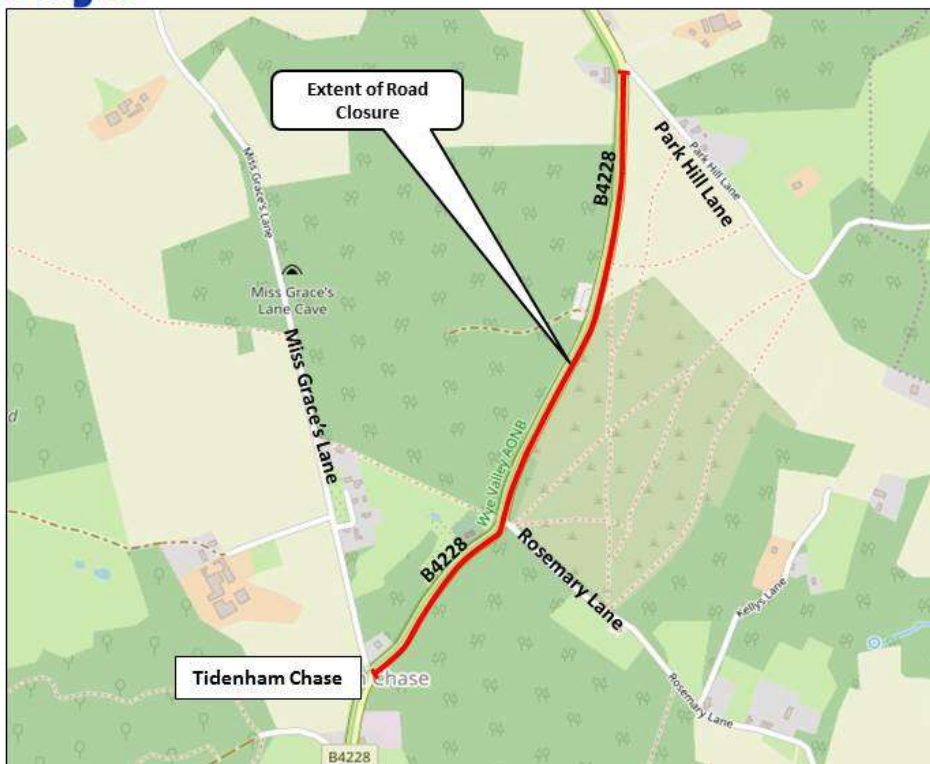 Extent of Road
Closure
Park Hill Lane
Park Hill Lane
B4228
Miss Grace's Lane
Miss Grace's
Lane Cave
Miss Grace's Lane
Wye Valley AONB
B4228
Rosemary Lane
Kellys Lane
Rosemary Lane
Tidenham Chase
Chase
B4228